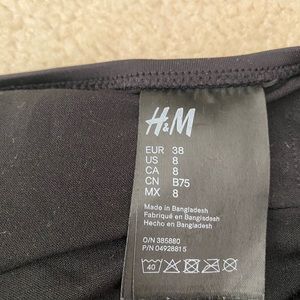 H&M
EUR 38
US 8
CA 8
CN B75
MX 8
Made in Bangladesh
Fabriqué en Bangladesh
Hecho en Bangladesh
O/N 385880
P/N 04928615
40